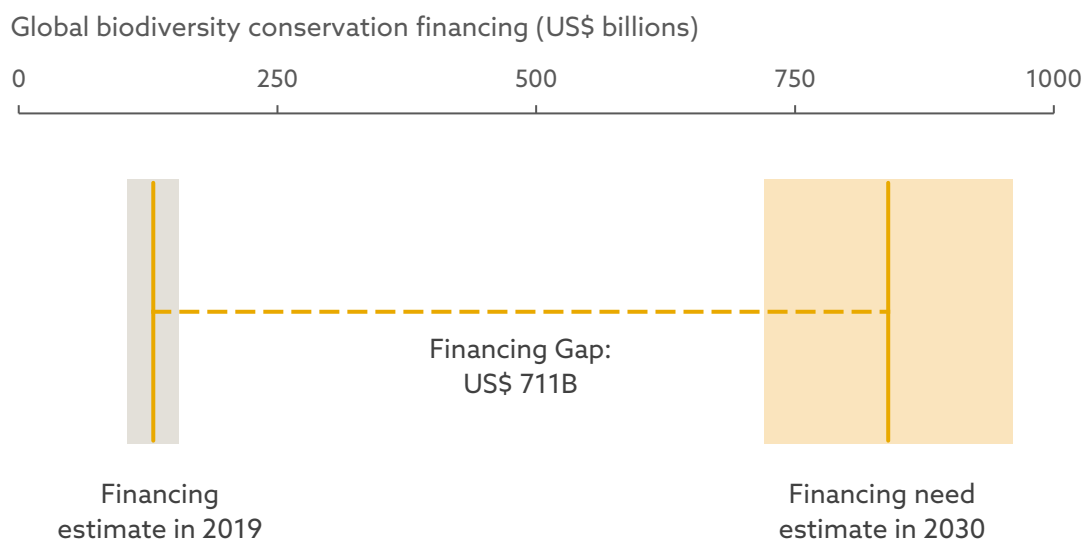 Global biodiversity conservation financing (US$ billions)
0 250 500 750 1000
Financing Gap:
US$ 711B
Financing
estimate in 2019
Financing need
estimate in 2030